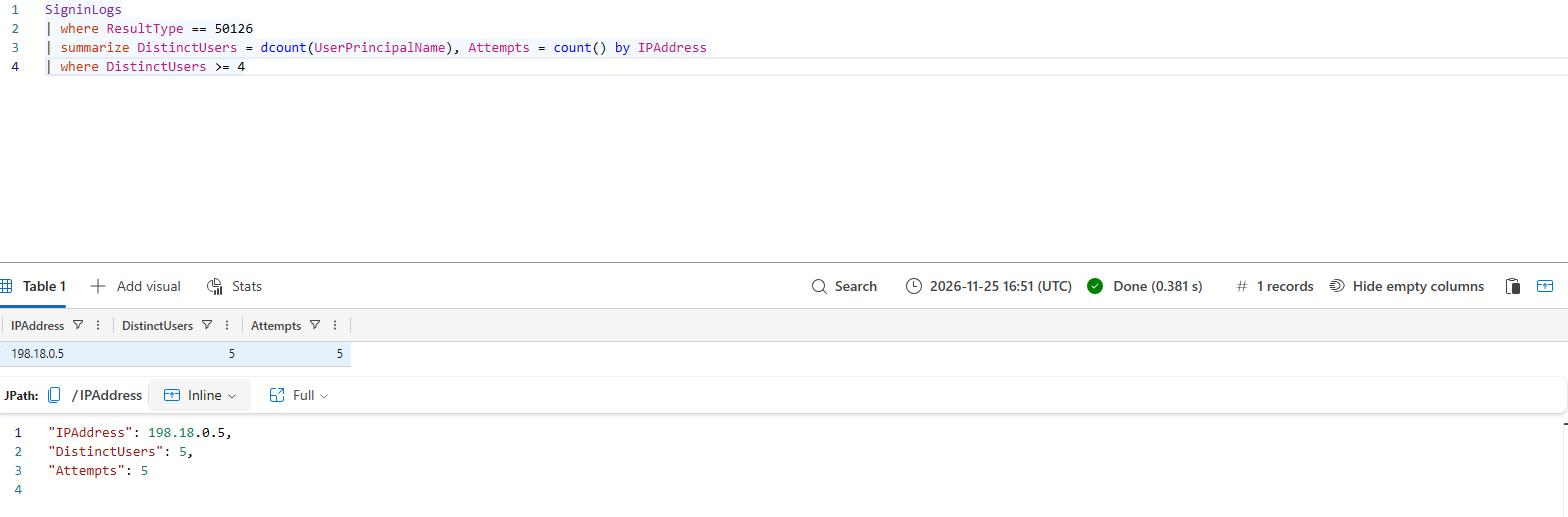 1 SigninLogs
2 | where ResultType == 50126
3 | summarize DistinctUsers = dcount(UserPrincipalName), Attempts = count() by IPAddress
4 | where DistinctUsers >= 4
Table 1 Add visual Stats Search 2026-11-25 16:51 (UTC) Done (0.381 s) # 1 records Hide empty columns
IPAddress DistinctUsers Attempts
198.18.0.5 5 5
JPath: /IPAddress Inline Full
1 "IPAddress": 198.18.0.5,
2 "DistinctUsers": 5,
3 "Attempts": 5
4